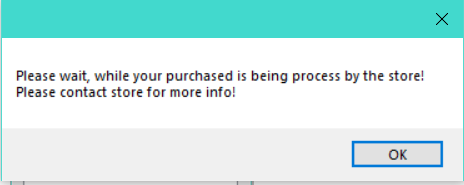 Please wait, while your purchased is being process by the store!
Please contact store for more info!
OK